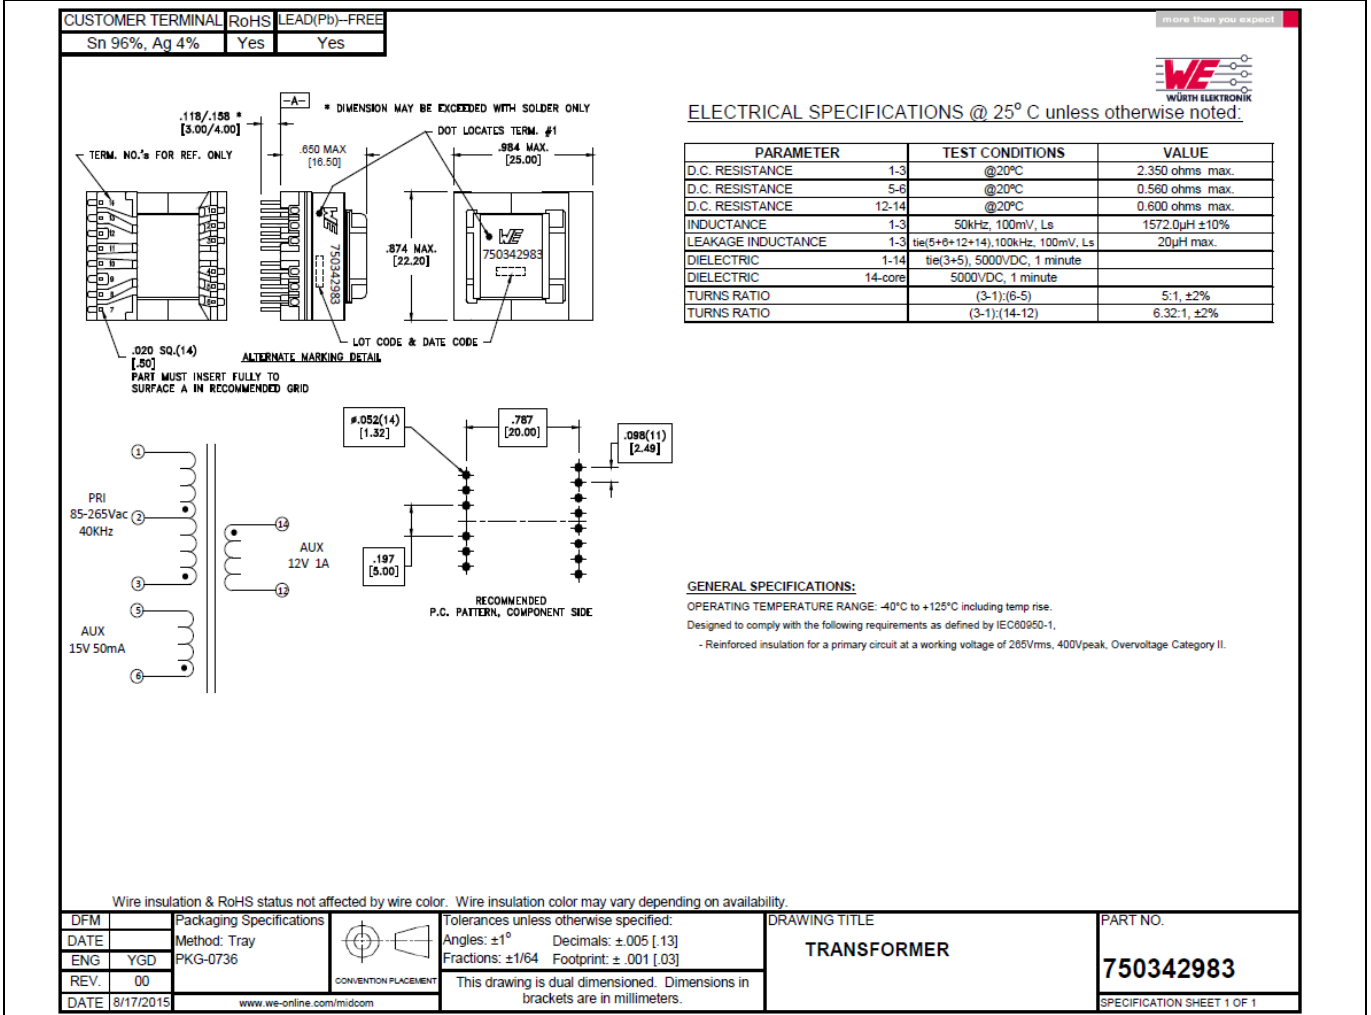 CUSTOMER TERMINAL RoHS LEAD(Pb)--FREE
Sn 96%, Ag 4% Yes Yes
more than you expect
WE
WÜRTH ELEKTRONIK
ELECTRICAL SPECIFICATIONS @ 25° C unless otherwise noted:
PARAMETER TEST CONDITIONS VALUE
D.C. RESISTANCE 1-3 @20°C 2.350 ohms max.
D.C. RESISTANCE 5-6 @20°C 0.560 ohms max.
D.C. RESISTANCE 12-14 @20°C 0.600 ohms max.
INDUCTANCE 1-3 50kHz, 100mV, Ls 1572.0µH ±10%
LEAKAGE INDUCTANCE 1-3 tie(5+6+12+14),100kHz, 100mV, Ls 20µH max.
DIELECTRIC 1-14 tie(3+5), 5000VDC, 1 minute
DIELECTRIC 14-core 5000VDC, 1 minute
TURNS RATIO (3-1):(6-5) 5:1, ±2%
TURNS RATIO (3-1):(14-12) 6.32:1, ±2%
-A-
* DIMENSION MAY BE EXCEEDED WITH SOLDER ONLY
.118/.158 *
[3.00/4.00]
DOT LOCATES TERM. #1
TERM. NO.'s FOR REF. ONLY
.650 MAX
[16.50]
.984 MAX.
[25.00]
.874 MAX.
[22.20]
WE
750342983
WE
750342983
LOT CODE & DATE CODE
.020 SQ.(14)
[.50]
ALTERNATE MARKING DETAIL
PART MUST INSERT FULLY TO
SURFACE A IN RECOMMENDED GRID
ø.052(14)
[1.32]
.787
[20.00]
.098(11)
[2.49]
.197
[5.00]
RECOMMENDED
P.C. PATTERN, COMPONENT SIDE
1
PRI
85-265Vac 2
40KHz
3
14
AUX
12V 1A
12
5
AUX
15V 50mA
6
GENERAL SPECIFICATIONS:
OPERATING TEMPERATURE RANGE: -40°C to +125°C including temp rise.
Designed to comply with the following requirements as defined by IEC60950-1,
- Reinforced insulation for a primary circuit at a working voltage of 265Vrms, 400Vpeak, Overvoltage Category II.
Wire insulation & RoHS status not affected by wire color. Wire insulation color may vary depending on availability.
DFM
DATE
ENG YGD
REV. 00
DATE 8/17/2015
Packaging Specifications
Method: Tray
PKG-0736
www.we-online.com/midcom
CONVENTION PLACEMENT
Tolerances unless otherwise specified:
Angles: ±1° Decimals: ±.005 [.13]
Fractions: ±1/64 Footprint: ± .001 [.03]
This drawing is dual dimensioned. Dimensions in
brackets are in millimeters.
DRAWING TITLE
TRANSFORMER
PART NO.
750342983
SPECIFICATION SHEET 1 OF 1